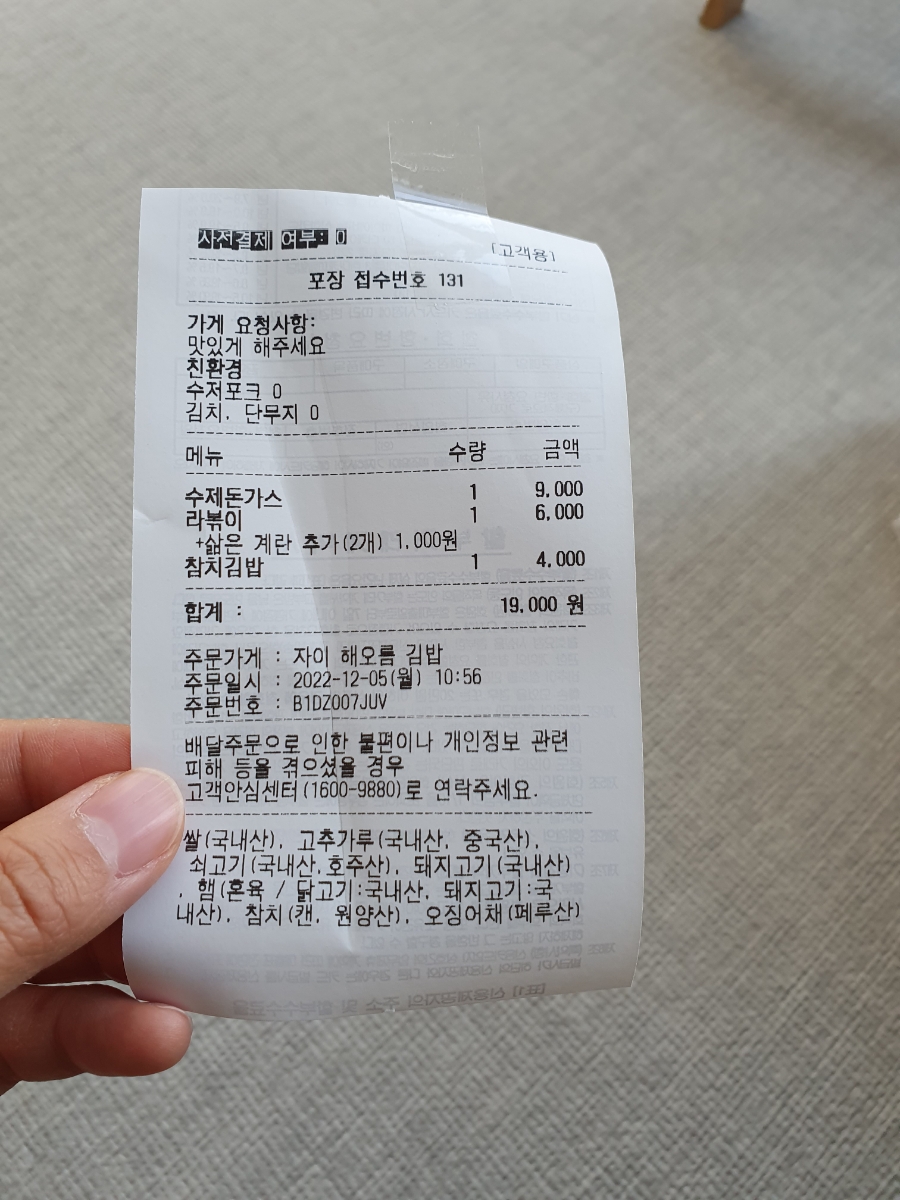 사전결제 여부: O
[고객용]
포장 접수번호 131
가게 요청사항:
맛있게 해주세요
친환경
수저포크 O
김치, 단무지 O
메뉴 수량 금액
수제돈가스 1 9,000
라볶이 1 6,000
+삶은 계란 추가(2개) 1,000원
참치김밥 1 4,000
합계 : 19,000 원
주문가게 : 자이 해오름 김밥
주문일시 : 2022-12-05(월) 10:56
주문번호 : B1DZ007JUV
배달주문으로 인한 불편이나 개인정보 관련
피해 등을 겪으셨을 경우
고객안심센터(1600-9880)로 연락주세요.
쌀(국내산), 고추가루(국내산, 중국산),
쇠고기(국내산,호주산), 돼지고기(국내산)
, 햄(혼육 / 닭고기:국내산, 돼지고기:국
내산), 참치(캔, 원양산), 오징어채(페루산)